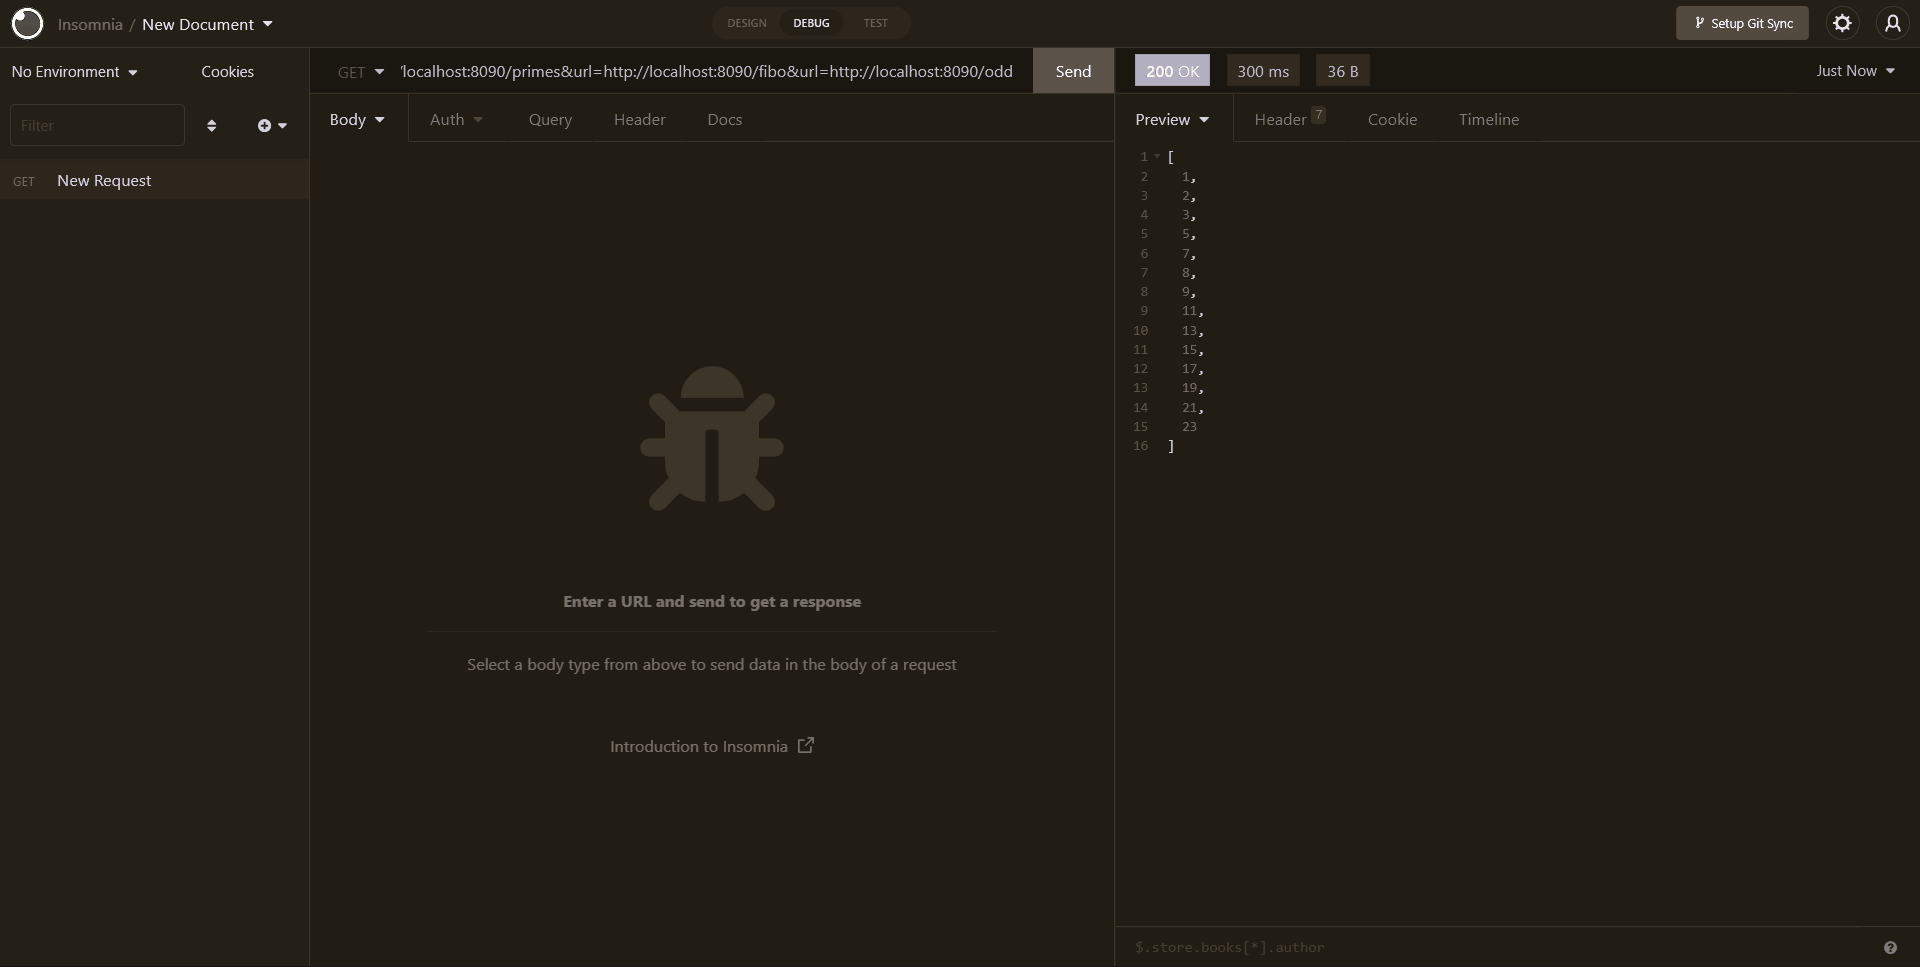 Insomnia / New Document
DESIGN DEBUG TEST
Setup Git Sync
No Environment
Cookies
Filter
GET New Request
GET 'localhost:8090/primes&url=http://localhost:8090/fibo&url=http://localhost:8090/odd Send
Body Auth Query Header Docs
Enter a URL and send to get a response
Select a body type from above to send data in the body of a request
Introduction to Insomnia
200 OK 300 ms 36 B Just Now
Preview Header 7 Cookie Timeline
1 [
2 1,
3 2,
4 3,
5 5,
6 7,
7 8,
8 9,
9 11,
10 13,
11 15,
12 17,
13 19,
14 21,
15 23
16 ]
$.store.books[*].author
?